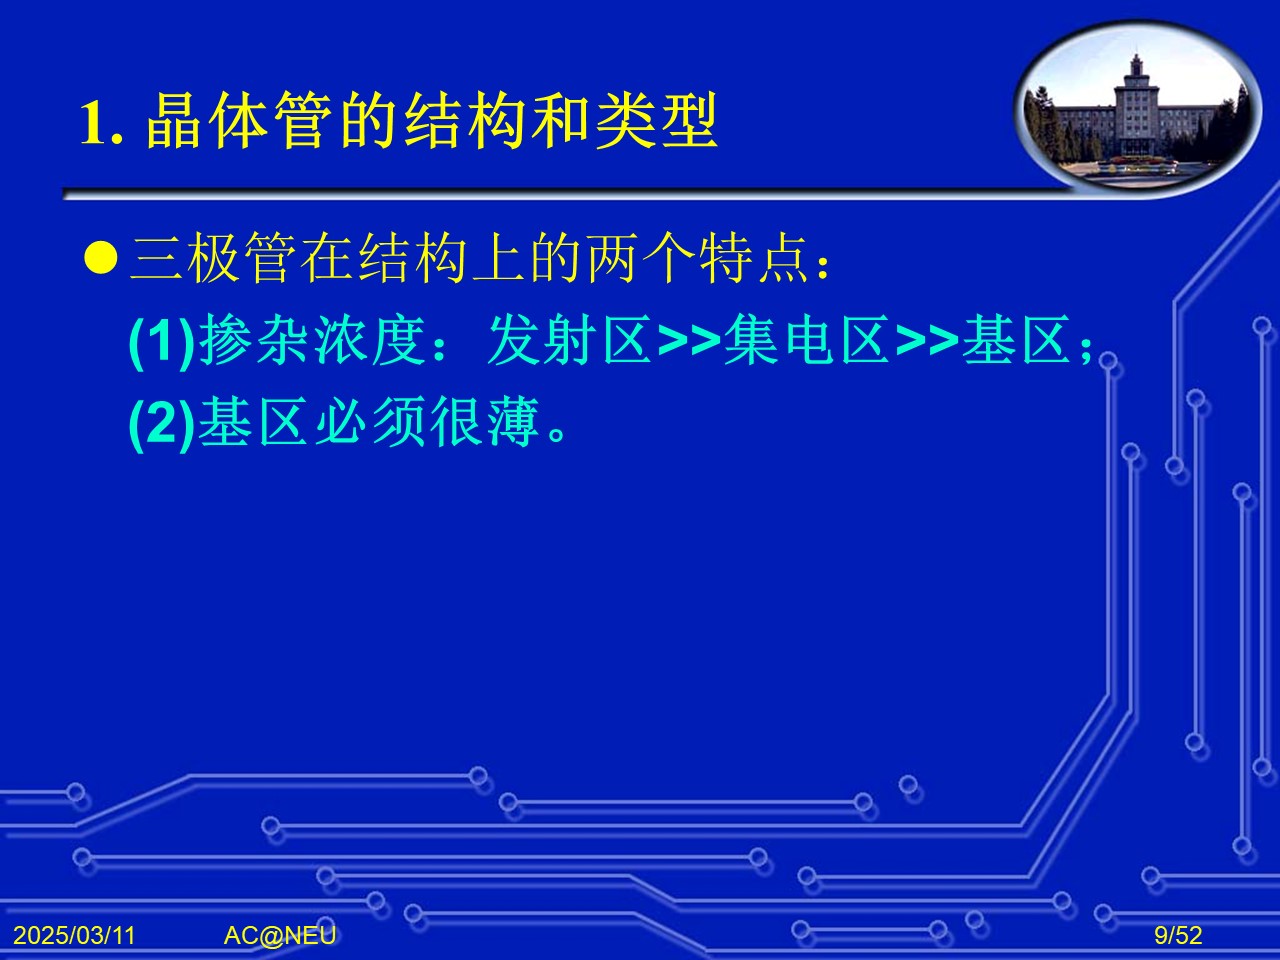 1. 晶体管的结构和类型
●三极管在结构上的两个特点：
(1)掺杂浓度：发射区>>集电区>>基区；
(2)基区必须很薄。
2025/03/11 AC@NEU 9/52